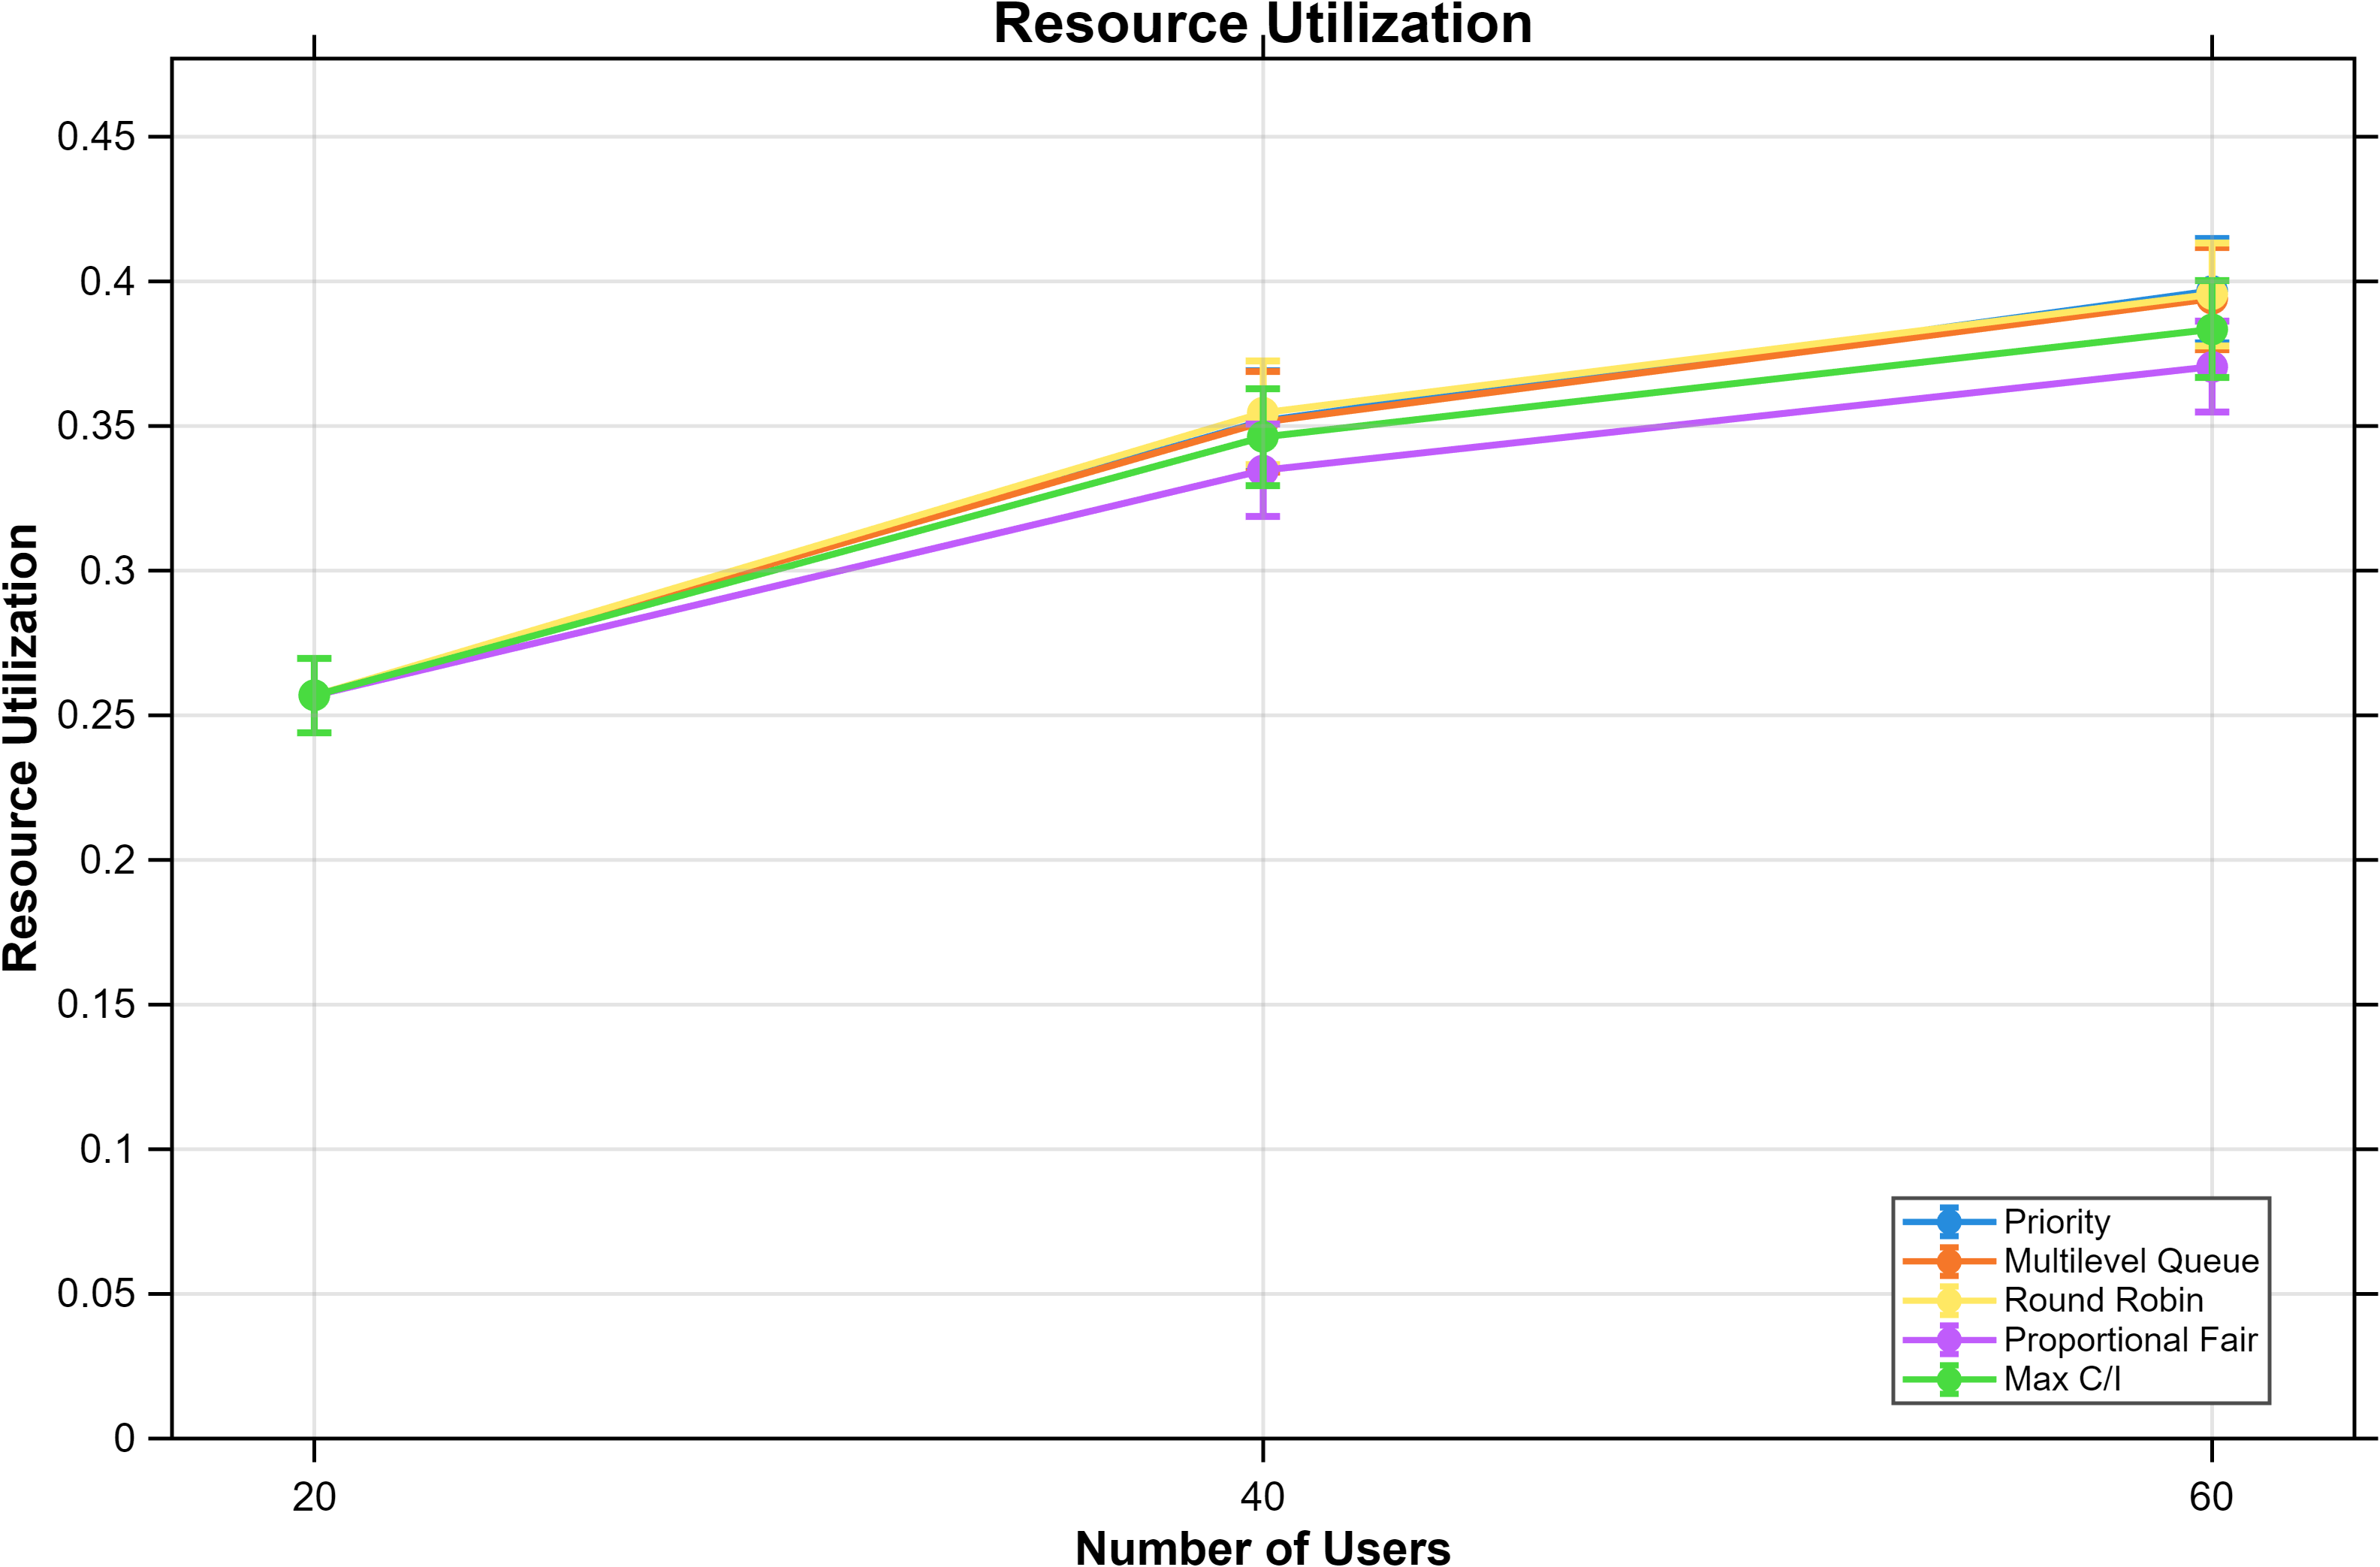 Resource Utilization
0.45
0.4
0.35
0.3
0.25
0.2
0.15
0.1
0.05
0
Resource Utilization
20
40
60
Number of Users
Priority
Multilevel Queue
Round Robin
Proportional Fair
Max C/I